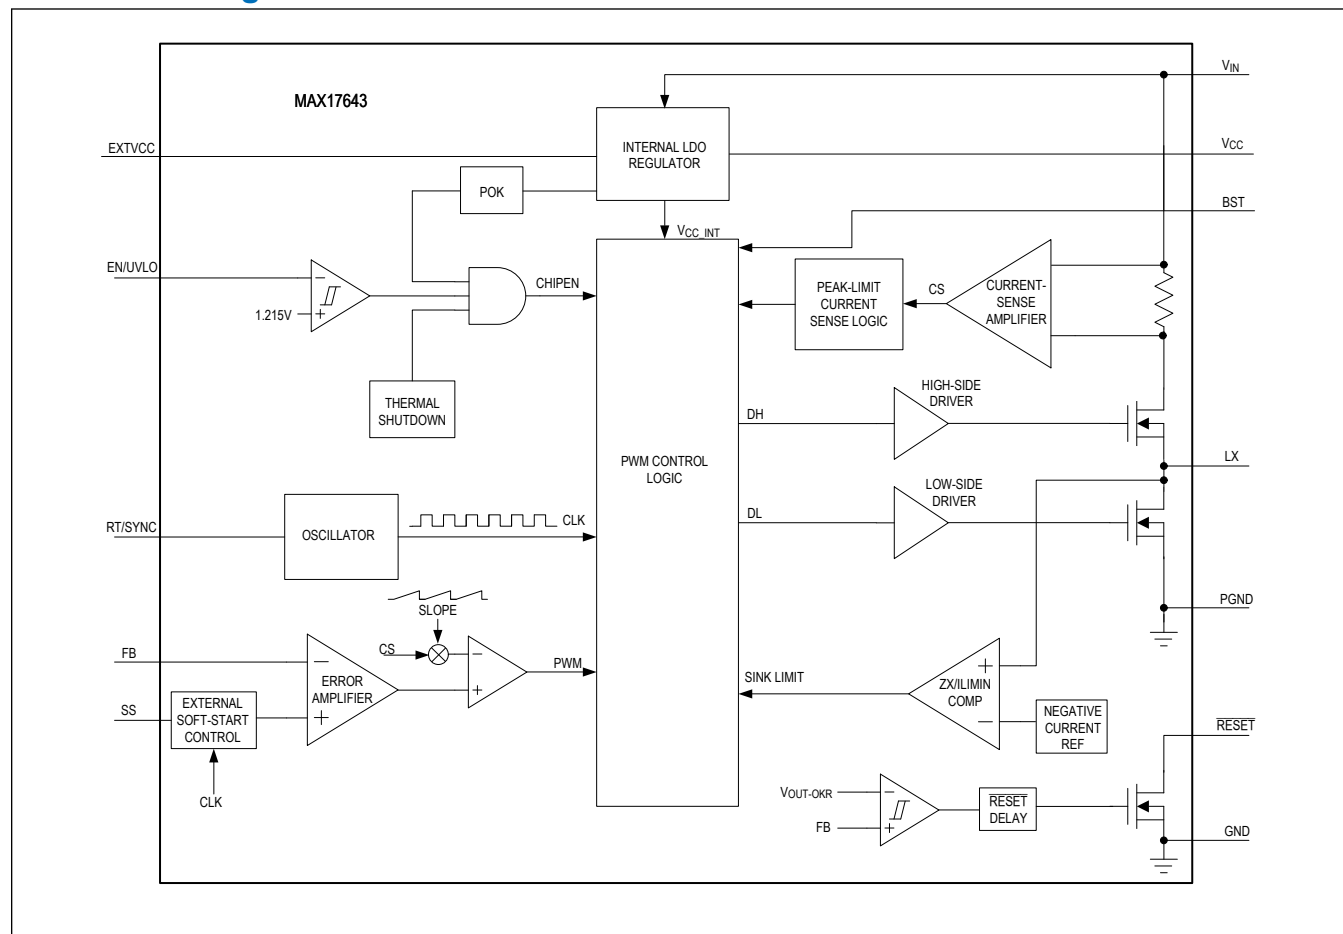 MAX17643
VIN
EXTVCC
INTERNAL LDO
REGULATOR
VCC
POK
BST
VCC_INT
EN/UVLO
−
1.215V
+
CHIPEN
PEAK-LIMIT
CURRENT
SENSE LOGIC
CS
CURRENT-
SENSE
AMPLIFIER
THERMAL
SHUTDOWN
HIGH-SIDE
DRIVER
DH
PWM CONTROL
LOGIC
LX
LOW-SIDE
DRIVER
DL
RT/SYNC
OSCILLATOR
CLK
SLOPE
PGND
CS
−
+
PWM
FB
−
ERROR
AMPLIFIER
+
SS
EXTERNAL
SOFT-START
CONTROL
CLK
SINK LIMIT
+
ZX/ILIMIN
COMP
−
NEGATIVE
CURRENT
REF
RESET
VOUT-OKR
−
FB
+
RESET
DELAY
GND